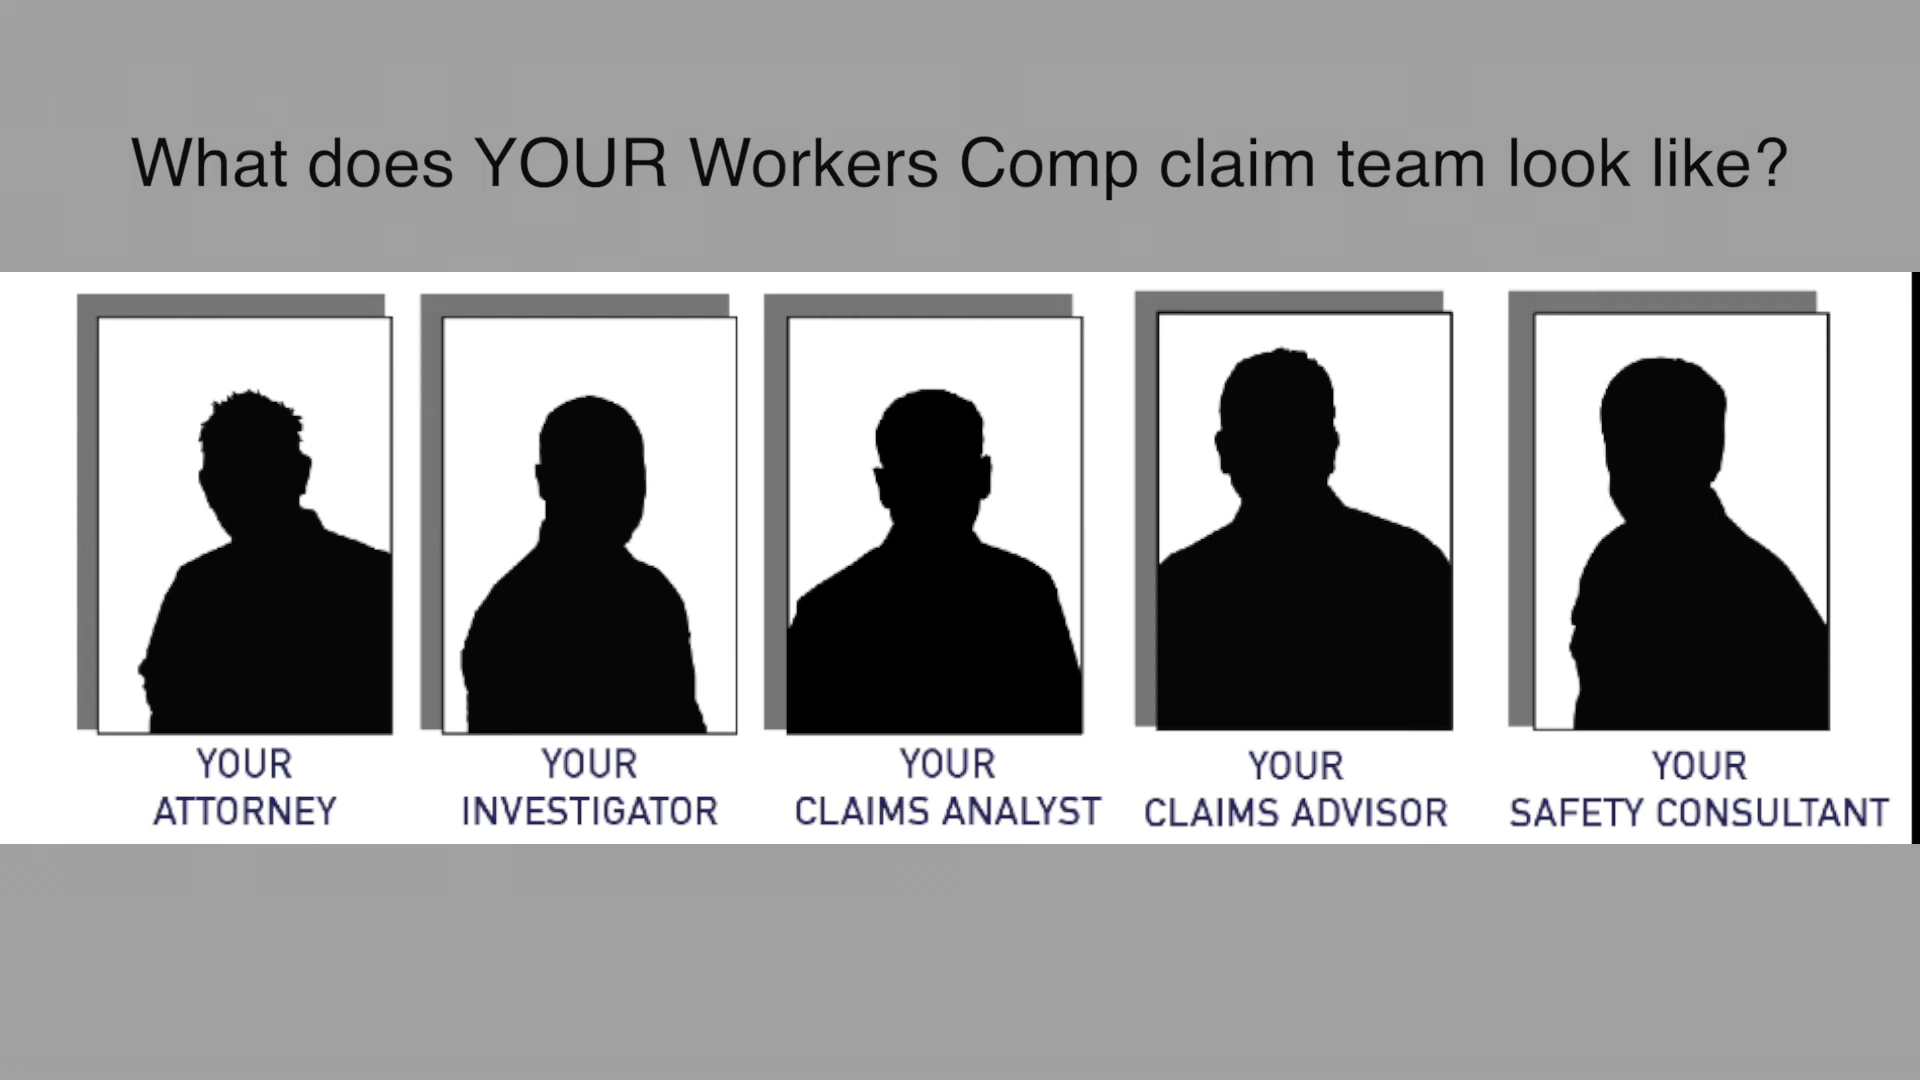 What does YOUR Workers Comp claim team look like?
YOUR
ATTORNEY
YOUR
INVESTIGATOR
YOUR
CLAIMS ANALYST
YOUR
CLAIMS ADVISOR
YOUR
SAFETY CONSULTANT